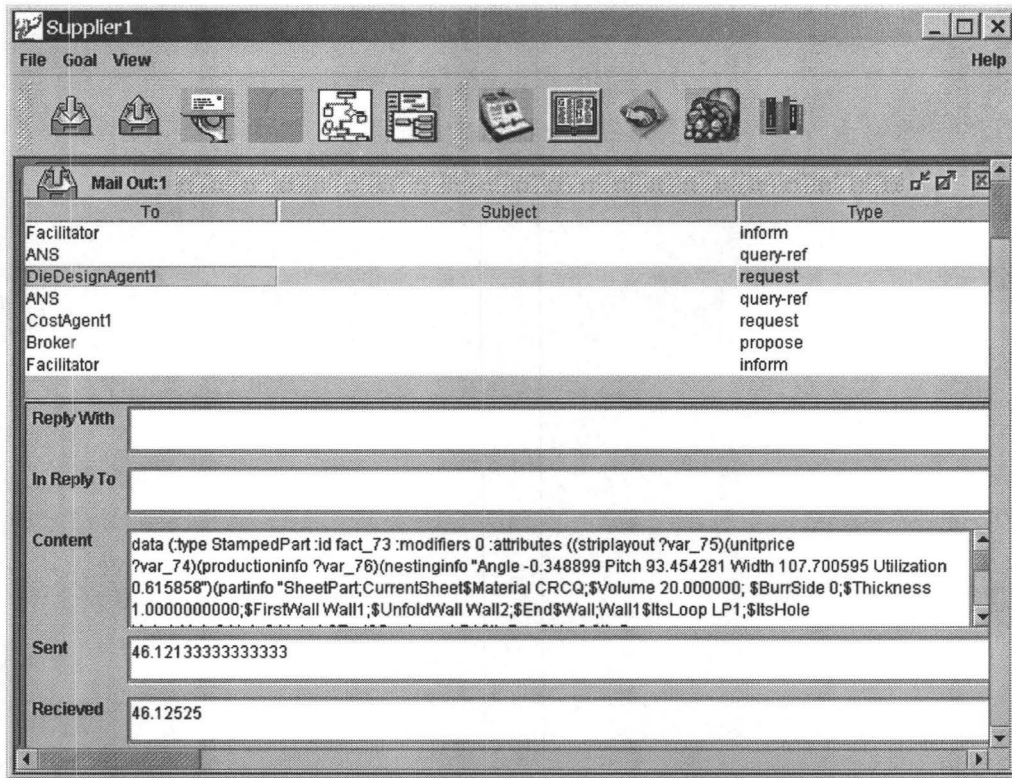 Supplier1
File Goal View Help
Mail Out:1
To Subject Type
Facilitator inform
ANS query-ref
DieDesignAgent1 request
ANS query-ref
CostAgent1 request
Broker propose
Facilitator inform
Reply With
In Reply To
Content
data (:type StampedPart :id fact_73 :modifiers 0 :attributes ((striplayout ?var_75)(unitprice
?var_74)(productioninfo ?var_76)(nestinginfo "Angle -0.348899 Pitch 93.454281 Width 107.700595 Utilization
0.615858")(partinfo "SheetPart;CurrentSheet$Material CRCQ;$Volume 20.000000; $BurrSide 0;$Thickness
1.0000000000;$FirstWall Wall1;$UnfoldWall Wall2;$End$Wall;Wall1$ItsLoop LP1;$ItsHole
Sent 46.12133333333333
Recieved 46.12525